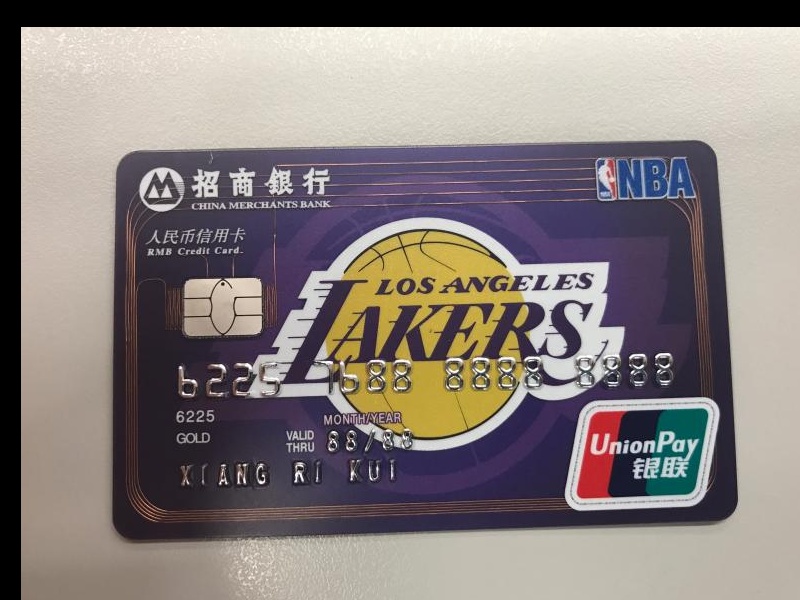 招商銀行
CHINA MERCHANTS BANK
NBA
人民币信用卡
RMB Credit Card.
LOS ANGELES
LAKERS
6225 7688 8888 8888
6225
MONTH/YEAR
GOLD
VALID THRU 88/88
XIANG RI KUI
UnionPay
银联